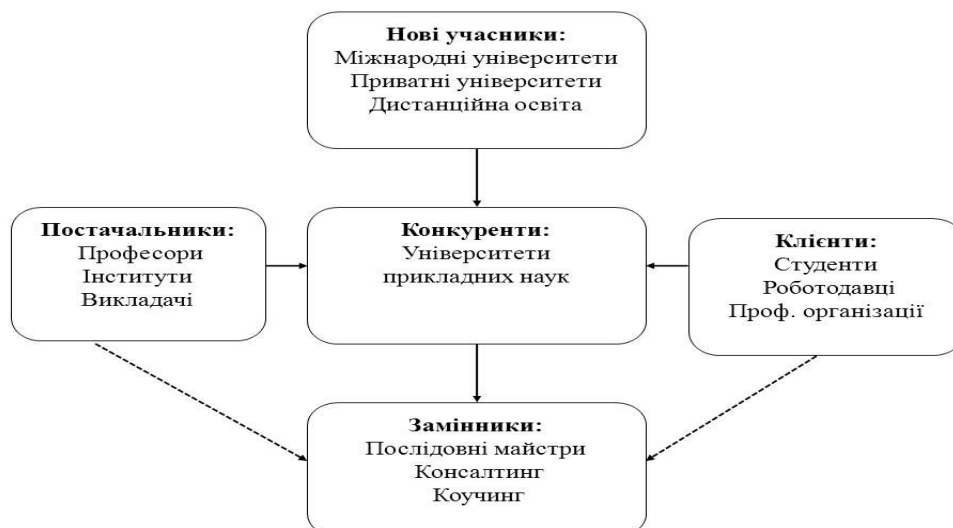 Нові учасники:
Міжнародні університети
Приватні університети
Дистанційна освіта
Постачальники:
Професори
Інститути
Викладачі
Конкуренти:
Університети
прикладних наук
Клієнти:
Студенти
Роботодавці
Проф. організації
Замінники:
Послідовні майстри
Консалтинг
Коучинг